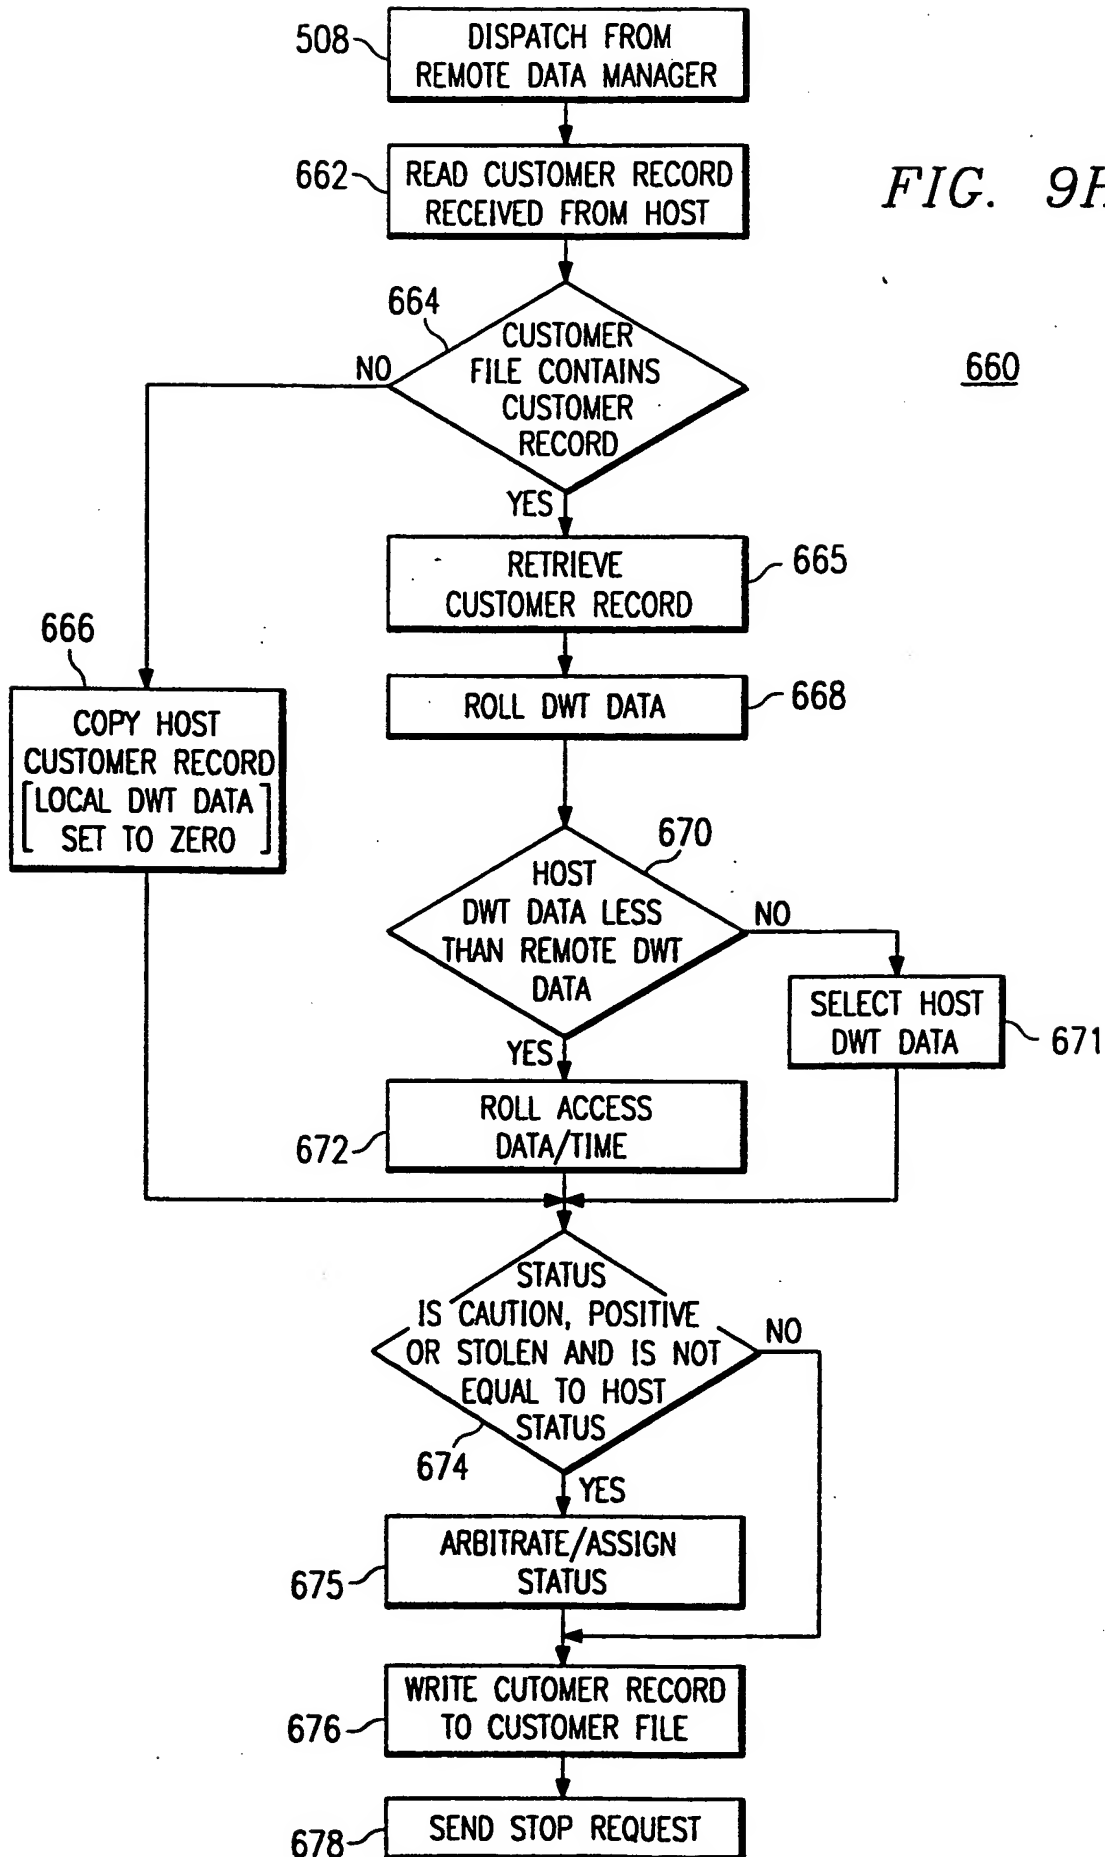 508
DISPATCH FROM
REMOTE DATA MANAGER
662
READ CUSTOMER RECORD
RECEIVED FROM HOST
FIG. 9H
660
664
CUSTOMER
FILE CONTAINS
CUSTOMER
RECORD
NO
YES
RETRIEVE
CUSTOMER RECORD
665
666
COPY HOST
CUSTOMER RECORD
[LOCAL DWT DATA
SET TO ZERO]
ROLL DWT DATA
668
670
HOST
DWT DATA LESS
THAN REMOTE DWT
DATA
NO
YES
SELECT HOST
DWT DATA
671
ROLL ACCESS
DATA/TIME
672
STATUS
IS CAUTION, POSITIVE
OR STOLEN AND IS NOT
EQUAL TO HOST
STATUS
NO
674
YES
ARBITRATE/ASSIGN
STATUS
675
WRITE CUTOMER RECORD
TO CUSTOMER FILE
676
SEND STOP REQUEST
678